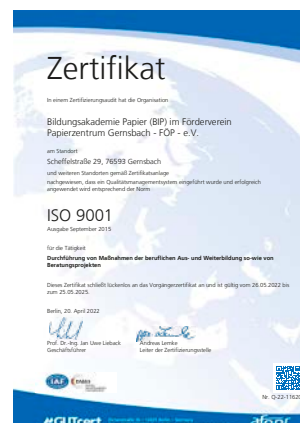 Zertifikat
In einem Zertifizierungsaudit hat die Organisation
Bildungsakademie Papier (BIP) im Förderverein
Papierzentrum Gernsbach - FÖP - e.V.
am Standort
Scheffelstraße 29, 76593 Gernsbach
und weiteren Standorten gemäß Zertifikatsanlage
nachgewiesen, dass ein Qualitätsmanagementsystem eingeführt wurde und erfolgreich
angewendet wird entsprechend der Norm
ISO 9001
Ausgabe September 2015
für die Tätigkeit
Durchführung von Maßnahmen der beruflichen Aus- und Weiterbildung so-wie von
Beratungsprojekten
Dieses Zertifikat schließt lückenlos an das Vorgängerzertifikat an und ist gültig vom 26.05.2022 bis
zum 25.05.2025.
Berlin, 20. April 2022
Prof. Dr.-Ing. Jan Uwe Lieback
Geschäftsführer
Andreas Lemke
Leiter der Zertifizierungsstelle
IAF
Nr. Q-22-11620
GUTcert
afnor